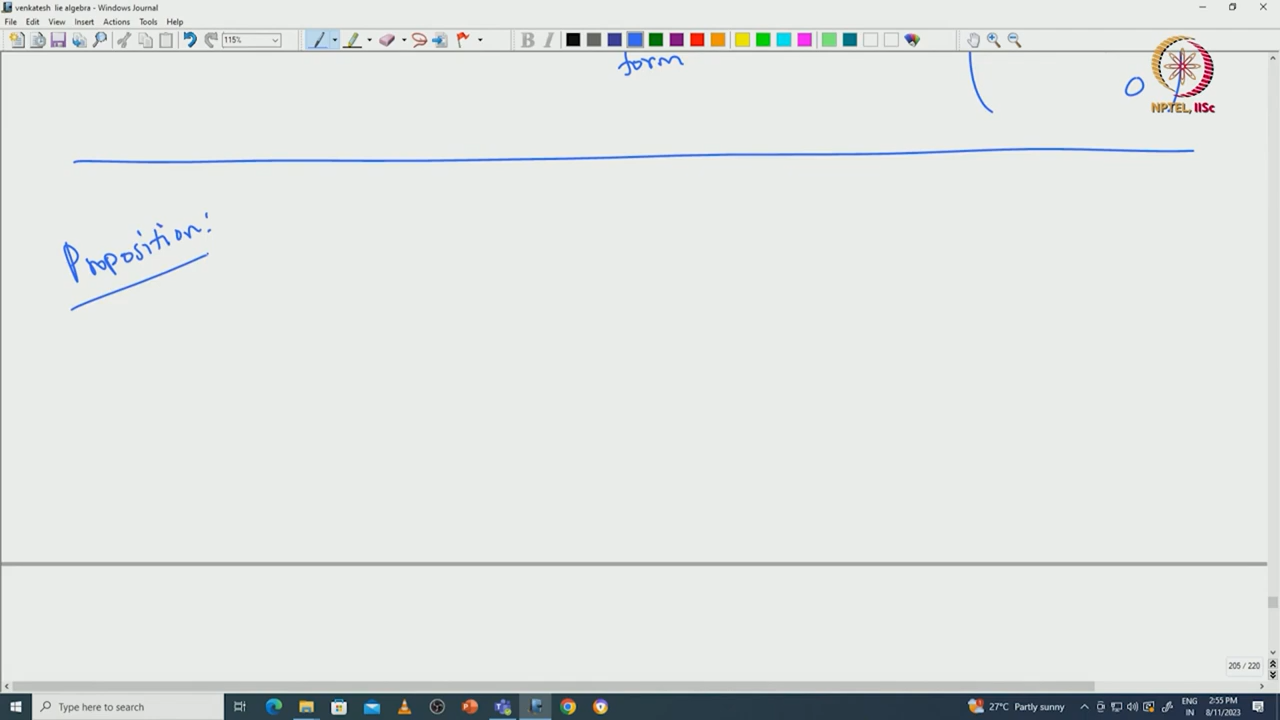 venkatesh lie algebra - Windows Journal
File Edit View Insert Actions Tools Help
115%
B I
form
0
NPTEL, IISc
Proposition:
205 / 220
Type here to search
27°C Partly sunny
ENG
IN
2:55 PM
8/11/2023